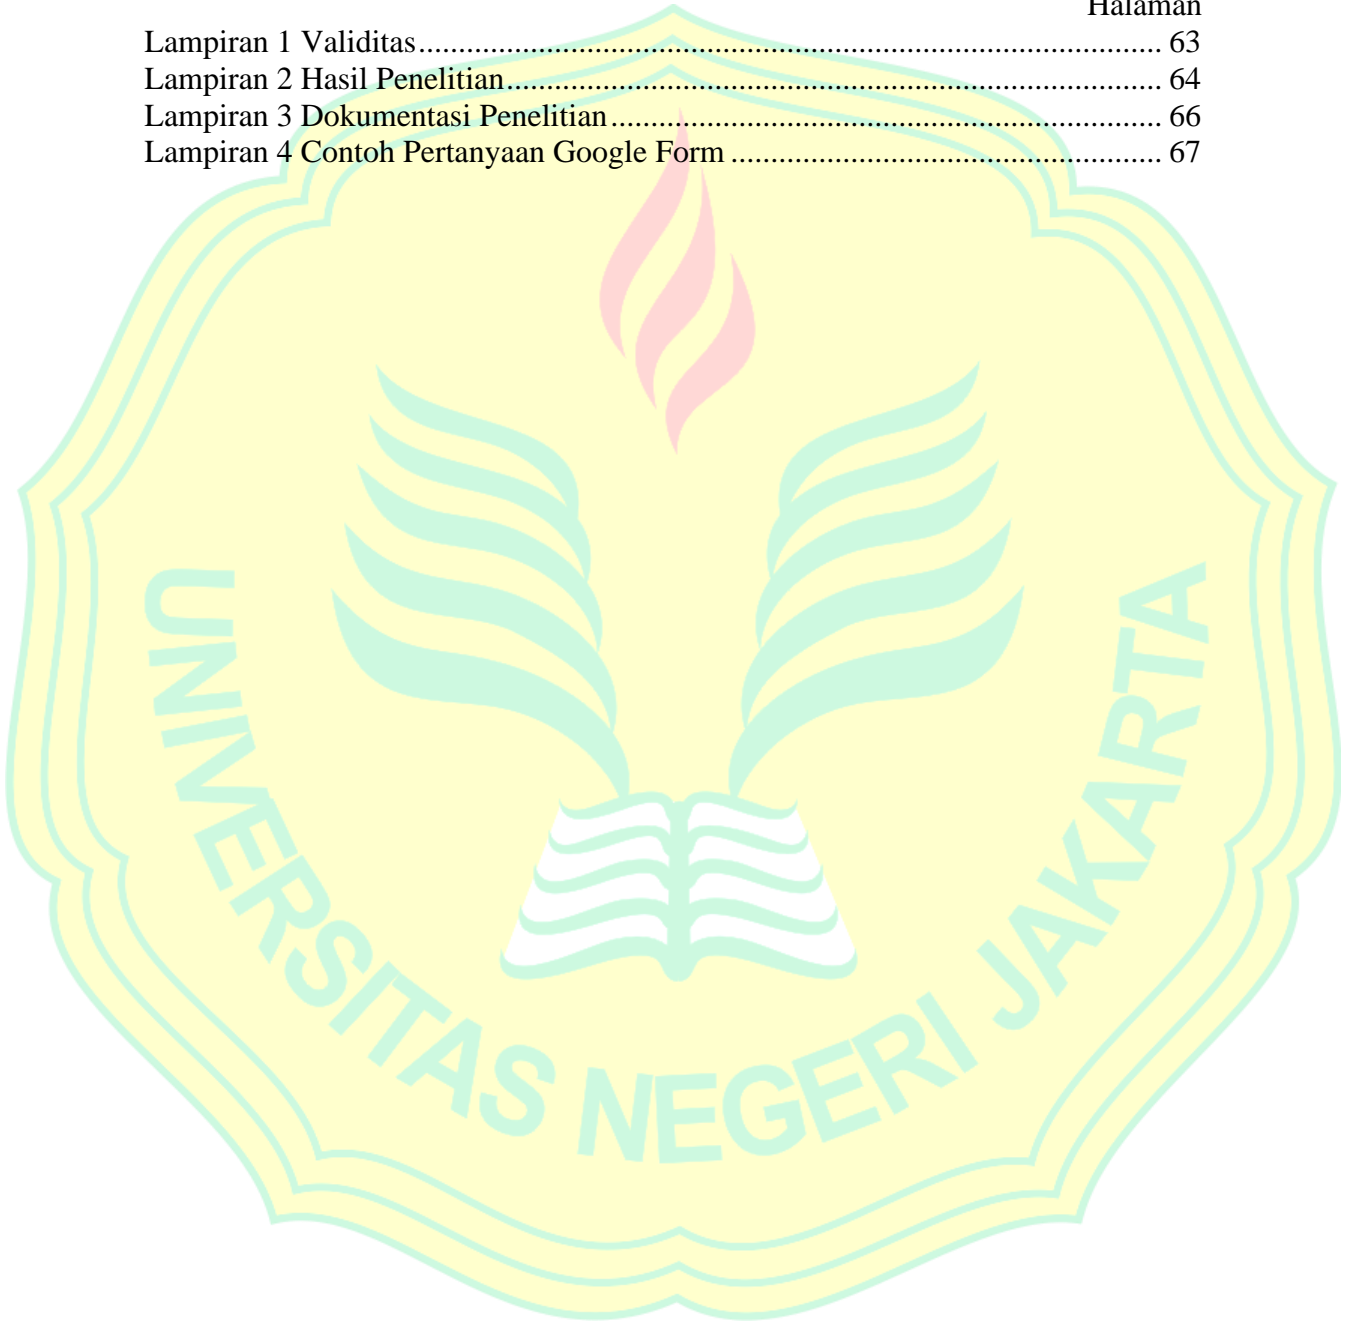 Halaman
Lampiran 1 Validitas.......................................................................................... 63
Lampiran 2 Hasil Penelitian............................................................................... 64
Lampiran 3 Dokumentasi Penelitian.................................................................. 66
Lampiran 4 Contoh Pertanyaan Google Form.................................................... 67
UNIVERSITAS NEGERI JAKARTA